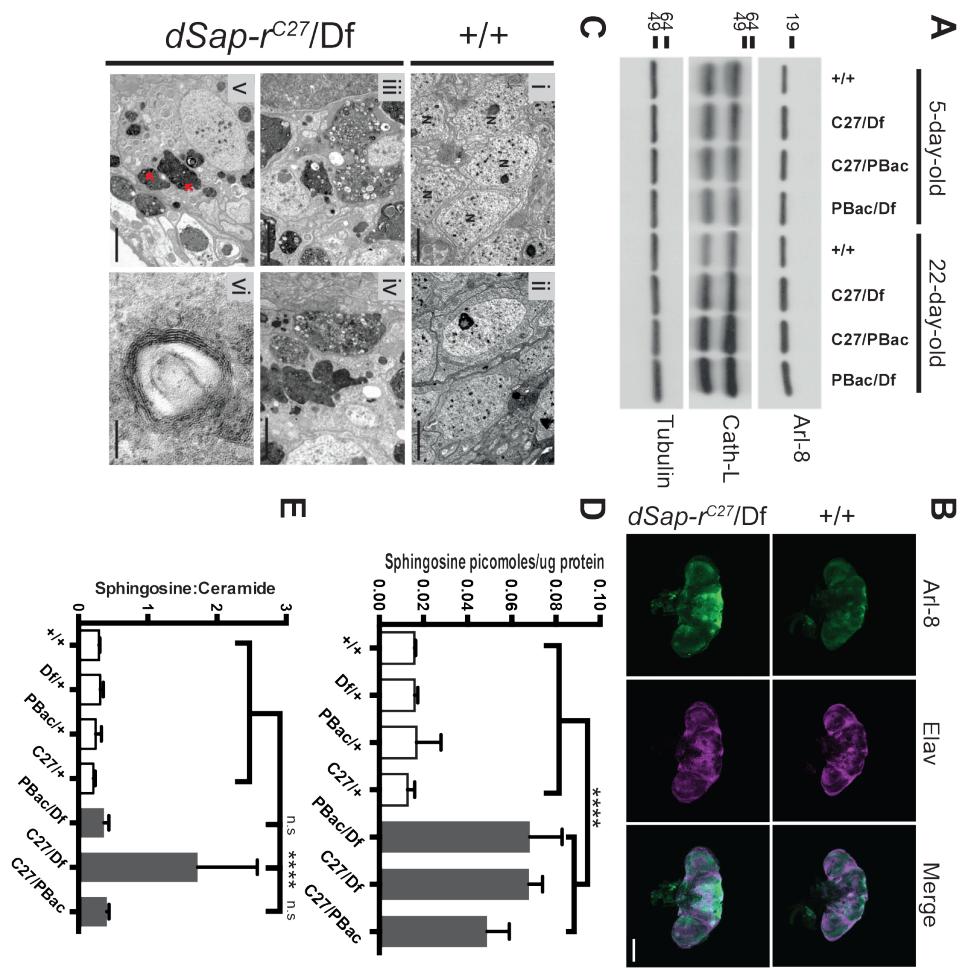 A
5-day-old
22-day-old
+/+
C27/Df
C27/PBac
PBac/Df
+/+
C27/Df
C27/PBac
PBac/Df
19
Arl-8
64
49
Cath-L
64
49
Tubulin
B
Arl-8
Elav
Merge
+/+
dSap-r^C27/Df
C
+/+
dSap-r^C27/Df
i
N
N
N
N
N
ii
iii
iv
v
vi
D
Sphingosine picomoles/ug protein
0.10
0.08
0.06
0.04
0.02
0.00
****
+/+
Df/+
PBac/+
C27/+
PBac/Df
C27/Df
C27/PBac
E
Sphingosine:Ceramide
3
2
1
0
n.s
****
n.s
+/+
Df/+
PBac/+
C27/+
PBac/Df
C27/Df
C27/PBac